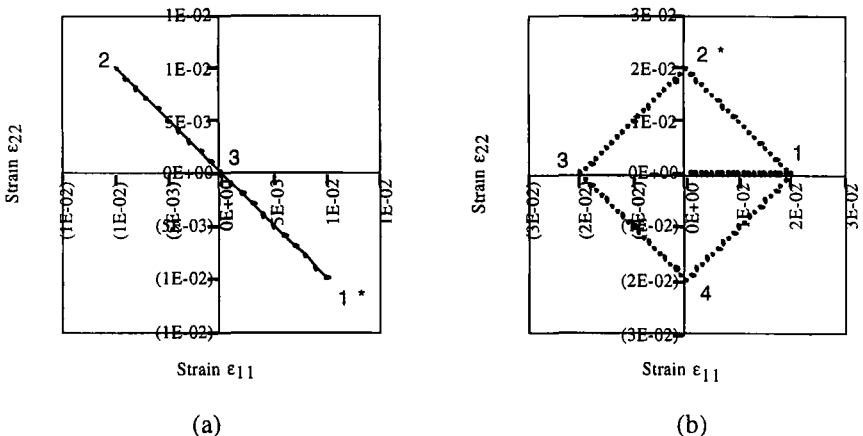 1E-02
2
1E-02
5E-03
Strain ε22
3
0E+00
(1E-02)
(1E-02)
(5E-03)
0E+00
5E-03
1E-02
1E-02
(5E-03)
(1E-02)
1 *
(1E-02)
Strain ε11
(a)
3E-02
2 *
2E-02
1E-02
Strain ε22
3
1
0E+00
(3E-02)
(2E-02)
(1E-02)
0E+00
1E-02
2E-02
3E-02
(1E-02)
(2E-02)
4
(3E-02)
Strain ε11
(b)